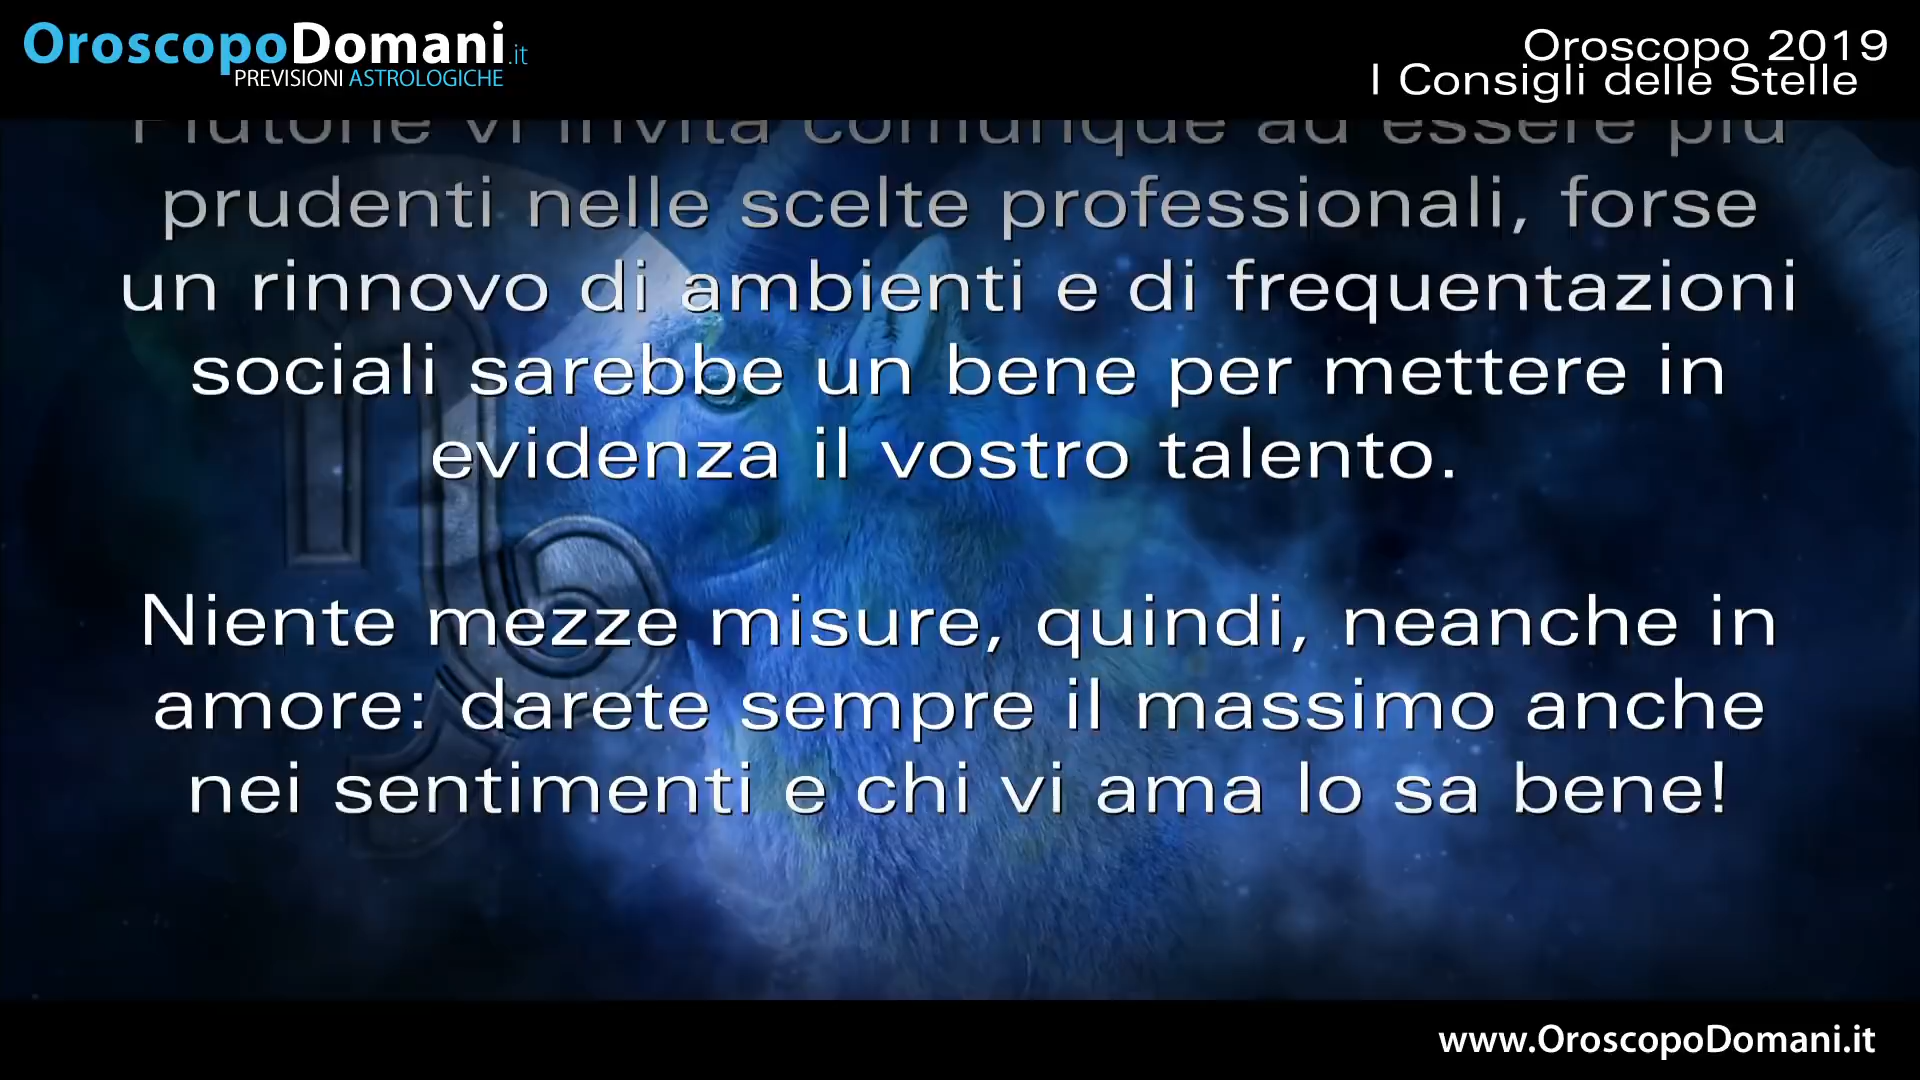 OroscopoDomani.it
PREVISIONI ASTROLOGICHE
Oroscopo 2019
I Consigli delle Stelle
Plutone vi invita comunque ad essere più
prudenti nelle scelte professionali, forse
un rinnovo di ambienti e di frequentazioni
sociali sarebbe un bene per mettere in
evidenza il vostro talento.
Niente mezze misure, quindi, neanche in
amore: darete sempre il massimo anche
nei sentimenti e chi vi ama lo sa bene!
www.OroscopoDomani.it